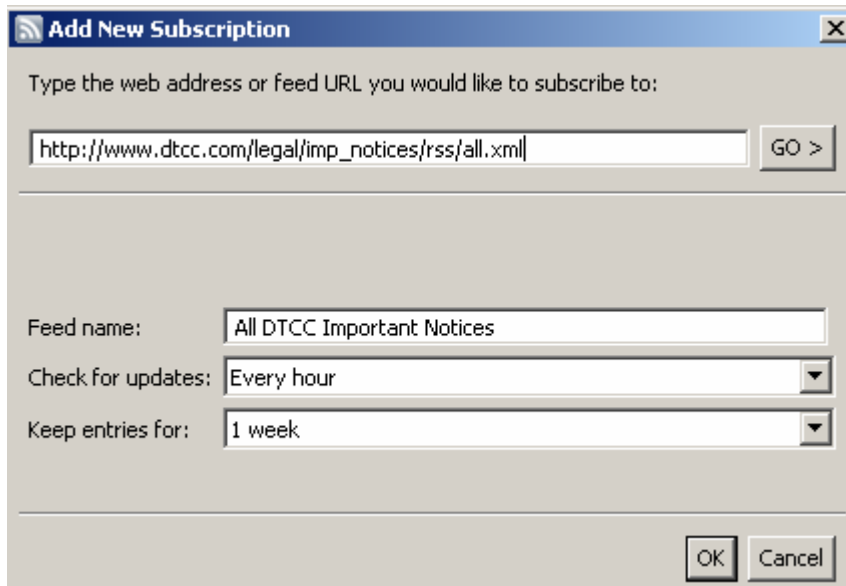 Add New Subscription
Type the web address or feed URL you would like to subscribe to:
http://www.dtcc.com/legal/imp_notices/rss/all.xml
GO >
Feed name: All DTCC Important Notices
Check for updates: Every hour
Keep entries for: 1 week
OK Cancel